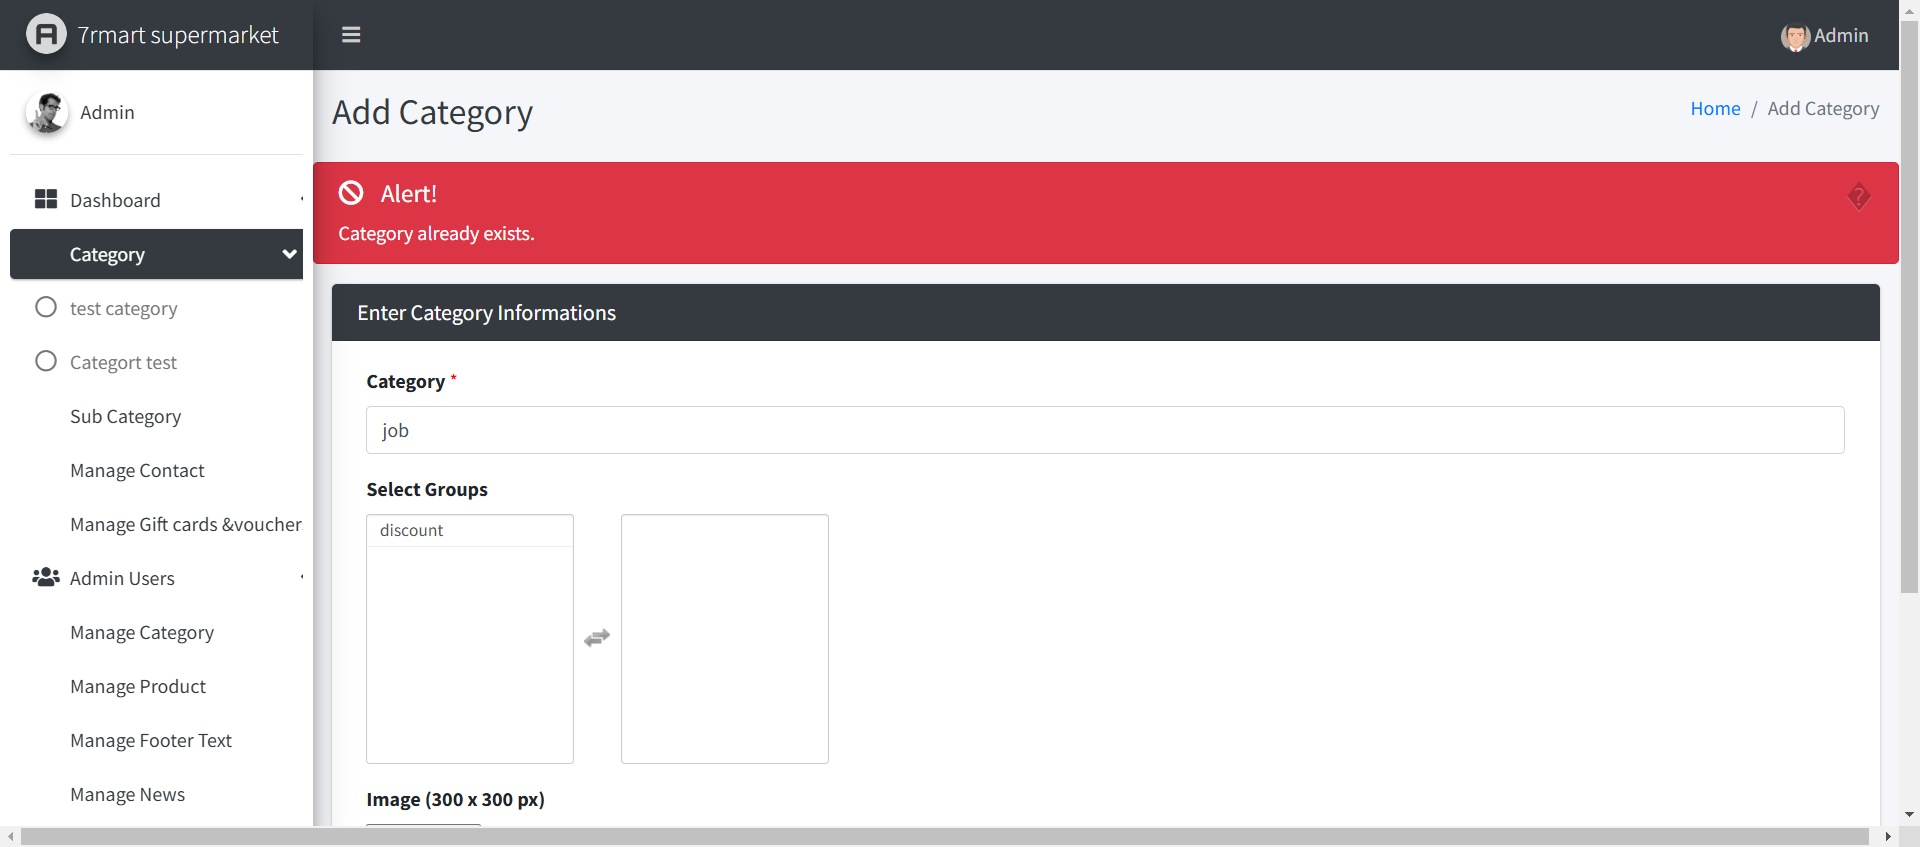 7rmart supermarket
Admin
Admin
Add Category
Home / Add Category
Dashboard
Category
test category
Categort test
Sub Category
Manage Contact
Manage Gift cards &voucher
Admin Users
Manage Category
Manage Product
Manage Footer Text
Manage News
Alert!
Category already exists.
Enter Category Informations
Category *
job
Select Groups
discount
Image (300 x 300 px)